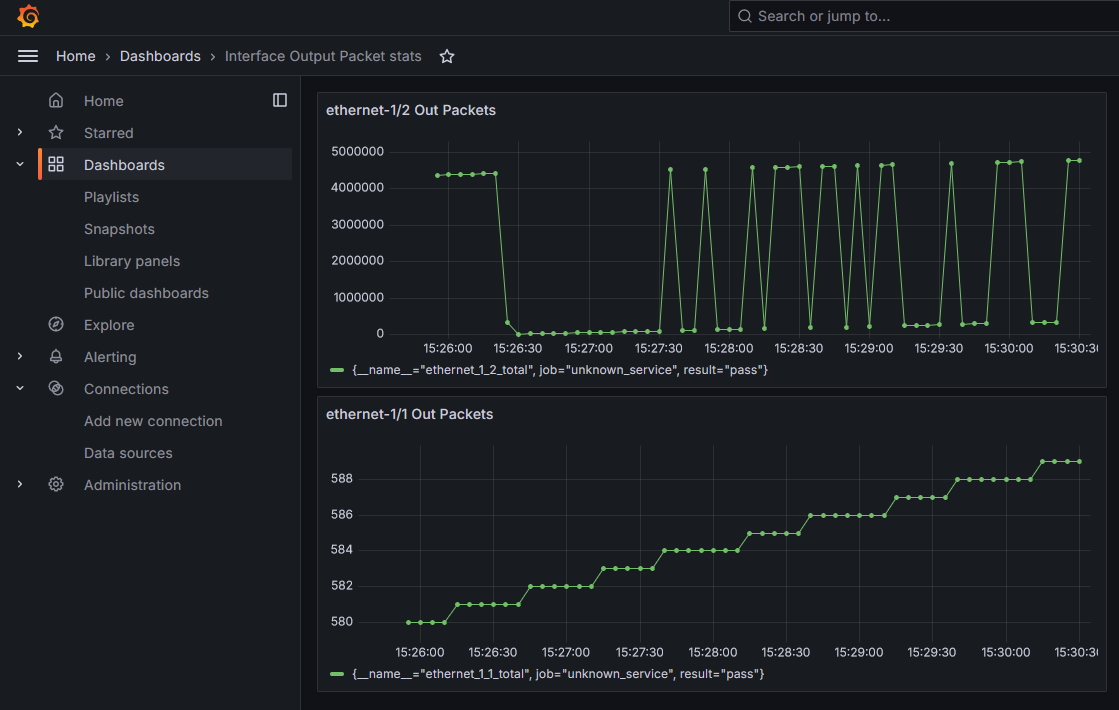 Search or jump to...
Home › Dashboards › Interface Output Packet stats
Home
Starred
Dashboards
Playlists
Snapshots
Library panels
Public dashboards
Explore
Alerting
Connections
Add new connection
Data sources
Administration
ethernet-1/2 Out Packets
5000000
4000000
3000000
2000000
1000000
0
15:26:00 15:26:30 15:27:00 15:27:30 15:28:00 15:28:30 15:29:00 15:29:30 15:30:00 15:30:30
{__name__="ethernet_1_2_total", job="unknown_service", result="pass"}
ethernet-1/1 Out Packets
588
586
584
582
580
15:26:00 15:26:30 15:27:00 15:27:30 15:28:00 15:28:30 15:29:00 15:29:30 15:30:00 15:30:30
{__name__="ethernet_1_1_total", job="unknown_service", result="pass"}